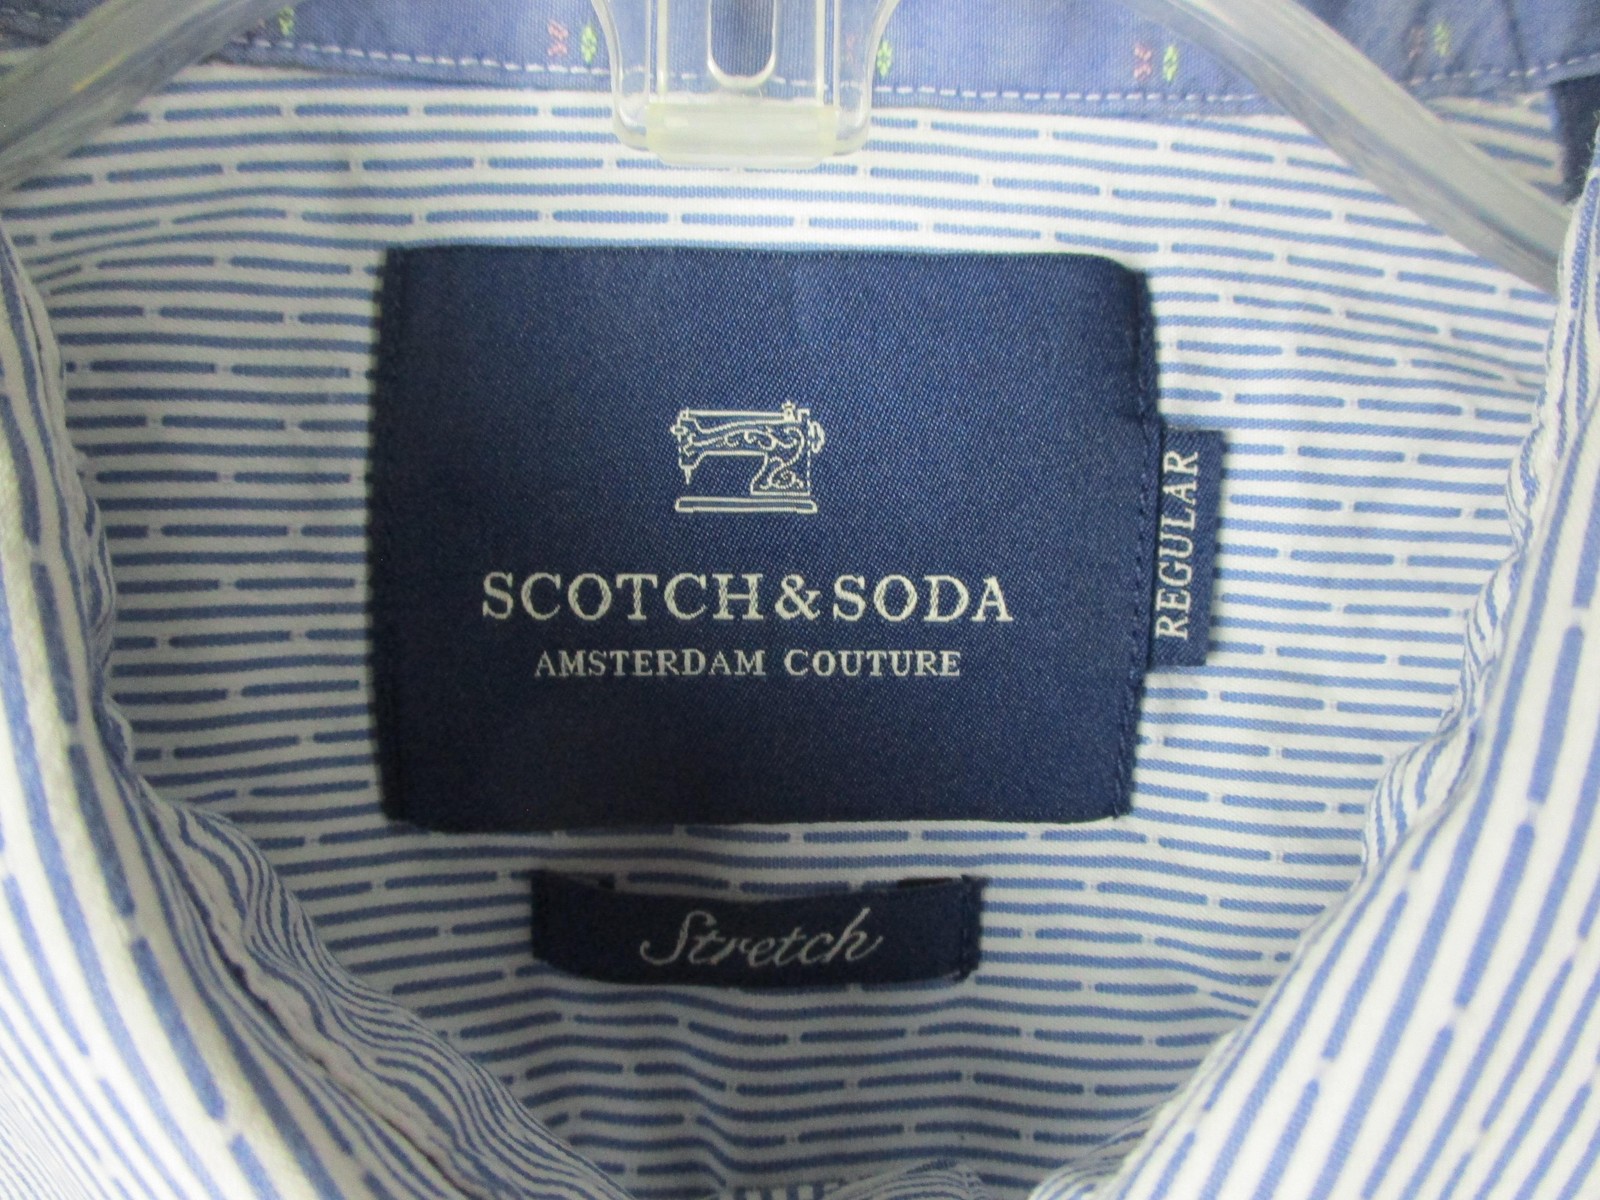 SCOTCH & SODA
AMSTERDAM COUTURE
REGULAR
Stretch